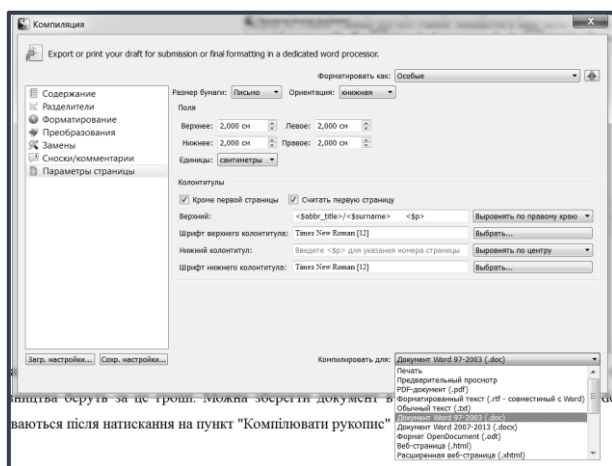 Компиляция
Export or print your draft for submission or final formatting in a dedicated word processor.
Форматировать как: Особые
Содержание
Разделители
Форматирование
Преобразования
Замены
Сноски/комментарии
Параметры страницы
Размер бумаги: Письмо Ориентация: книжная
Поля
Верхнее: 2,000 см Левое: 2,000 см
Нижнее: 2,000 см Правое: 2,000 см
Единицы: сантиметры
Колонтитулы
Кроме первой страницы Считать первую страницу
Верхний: <$abbr_title>/<$surname> <$p> Выровнять по правому краю
Шрифт верхнего колонтитула: Times New Roman [12] Выбрать...
Нижний колонтитул: Введите <$p> для указания номера страницы Выровнять по центру
Шрифт нижнего колонтитула: Times New Roman [12] Выбрать...
Загр. настройки... Сохр. настройки... Компилировать для: Документ Word 97-2003 (.doc)
Печать
Предварительный просмотр
PDF-документ (.pdf)
Форматированный текст (.rtf - совместимый с Word)
Обычный текст (.txt)
Документ Word 97-2003 (.doc)
Документ Word 2007-2013 (.docx)
Формат OpenDocument (.odt)
Веб-страница (.html)
Расширенная веб-страница (.xhtml)
вництва беруть за це гроші. Можна зберегти документ в
ваються після натискання на пункт "Компілювати рукопис"